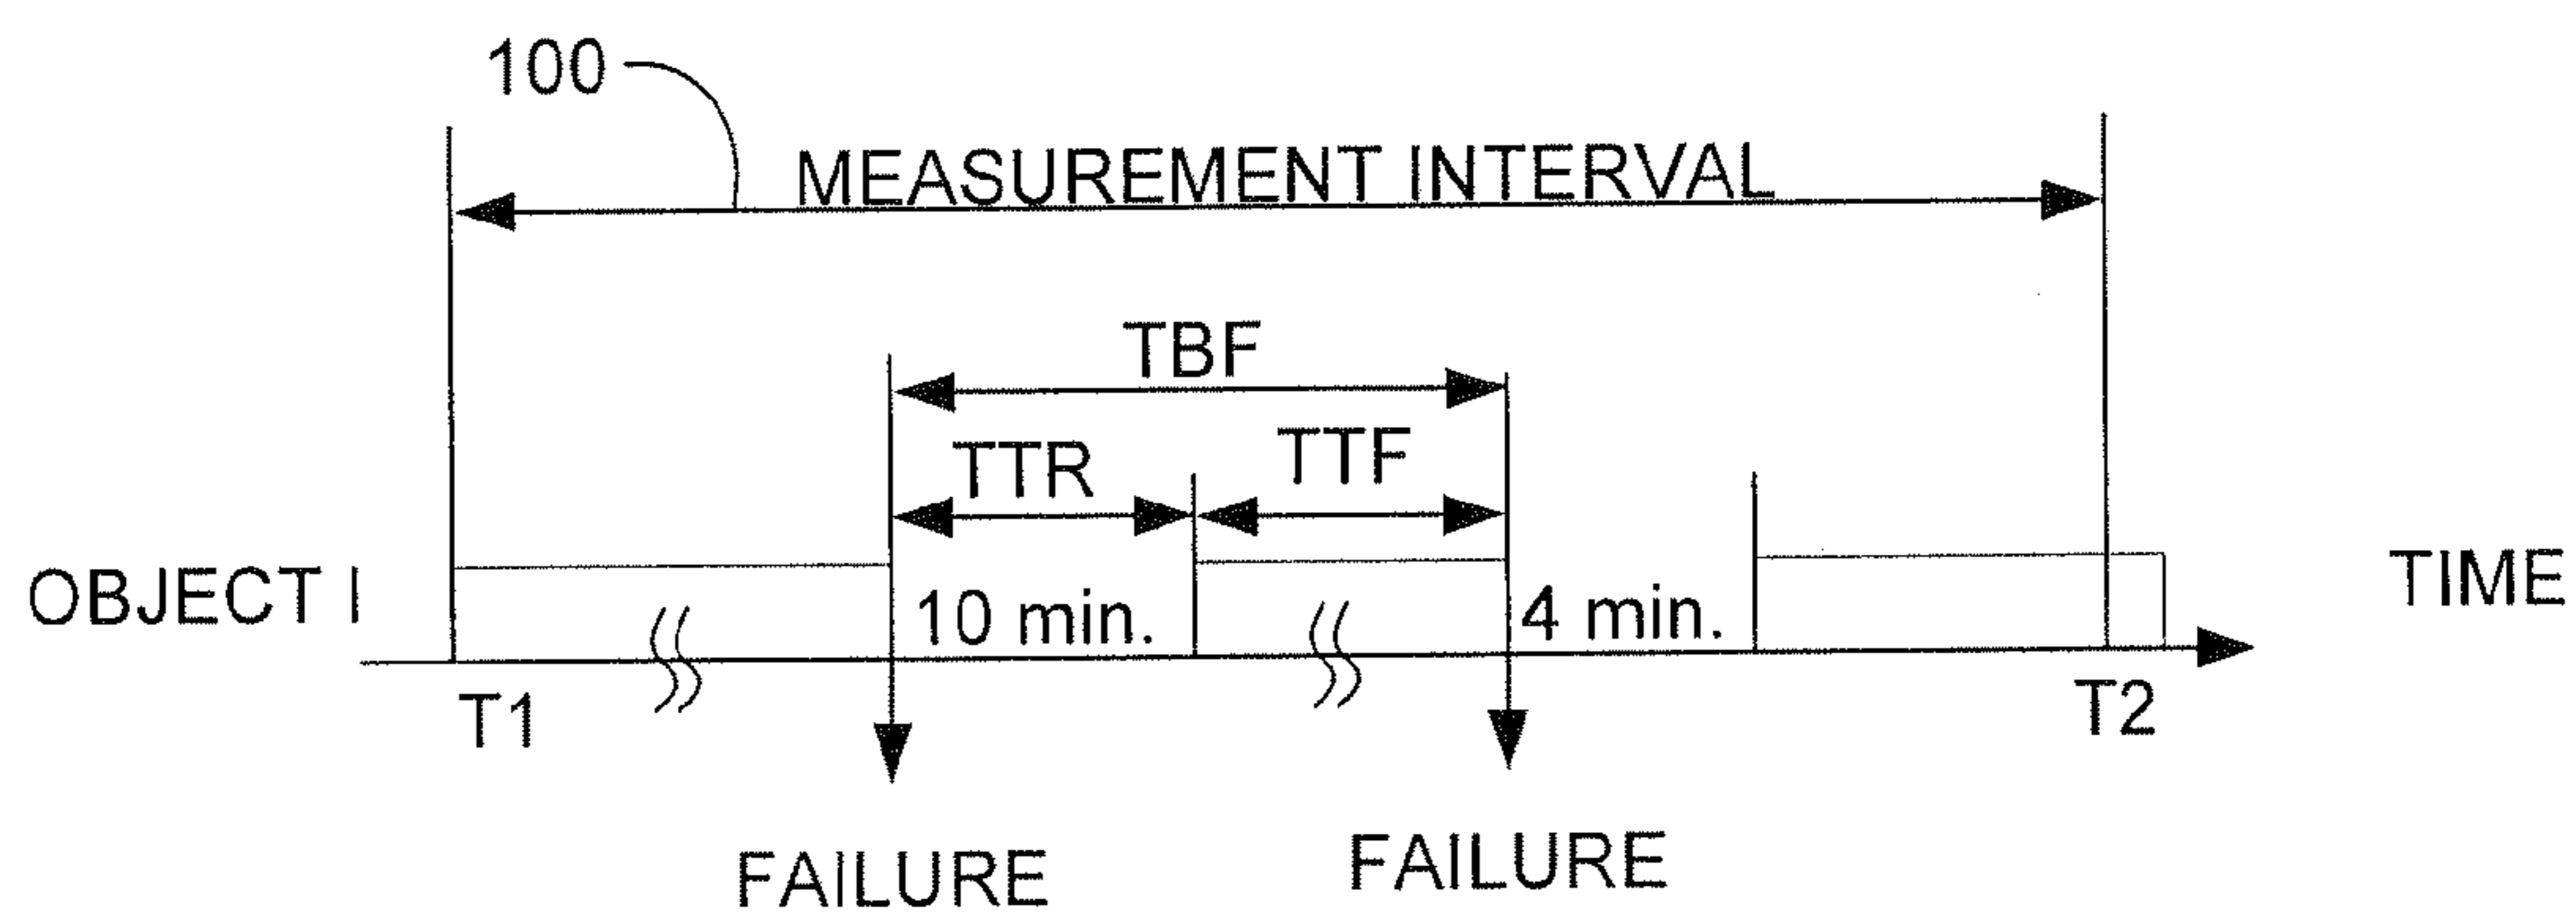 100
MEASUREMENT INTERVAL
TBF
TTR TTF
OBJECT I 10 min. 4 min. TIME
T1 T2
FAILURE FAILURE